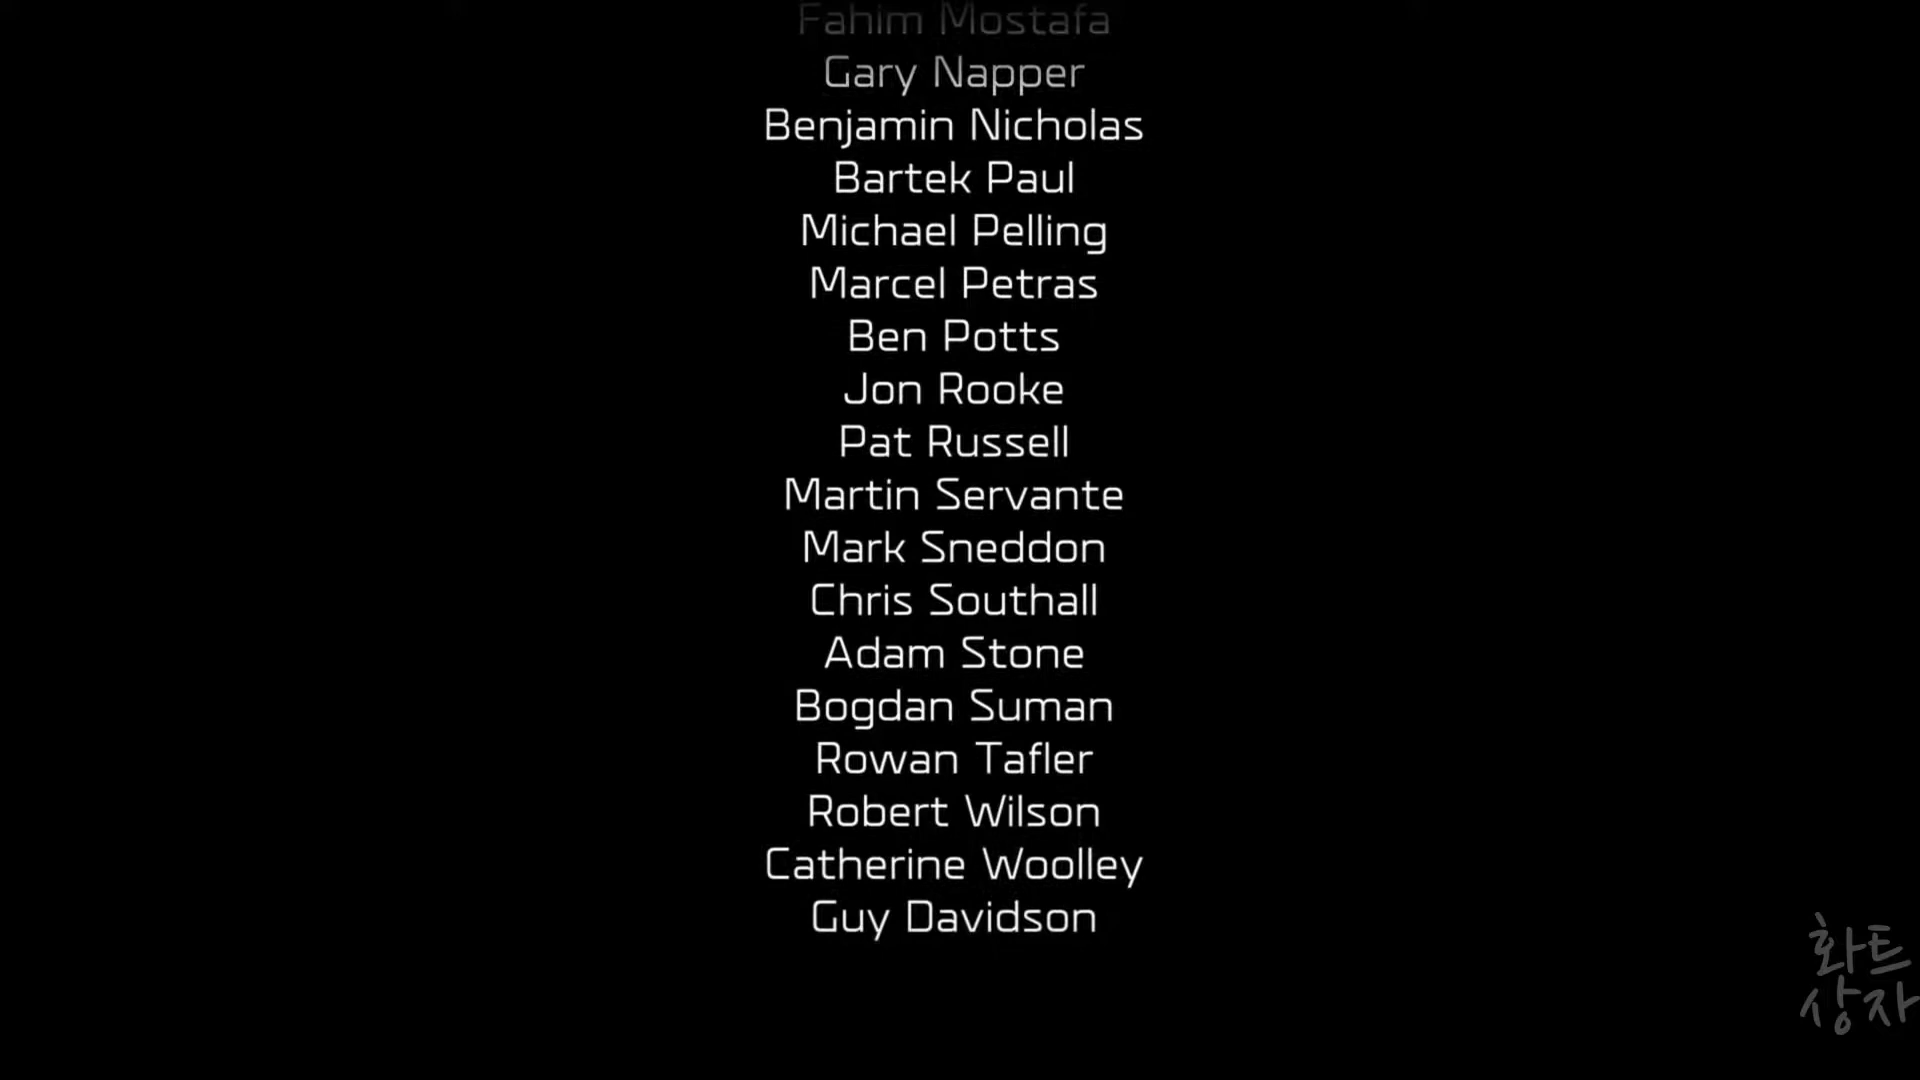 Fahim Mostafa
Gary Napper
Benjamin Nicholas
Bartek Paul
Michael Pelling
Marcel Petras
Ben Potts
Jon Rooke
Pat Russell
Martin Servante
Mark Sneddon
Chris Southall
Adam Stone
Bogdan Suman
Rowan Tafler
Robert Wilson
Catherine Woolley
Guy Davidson
화트
상자